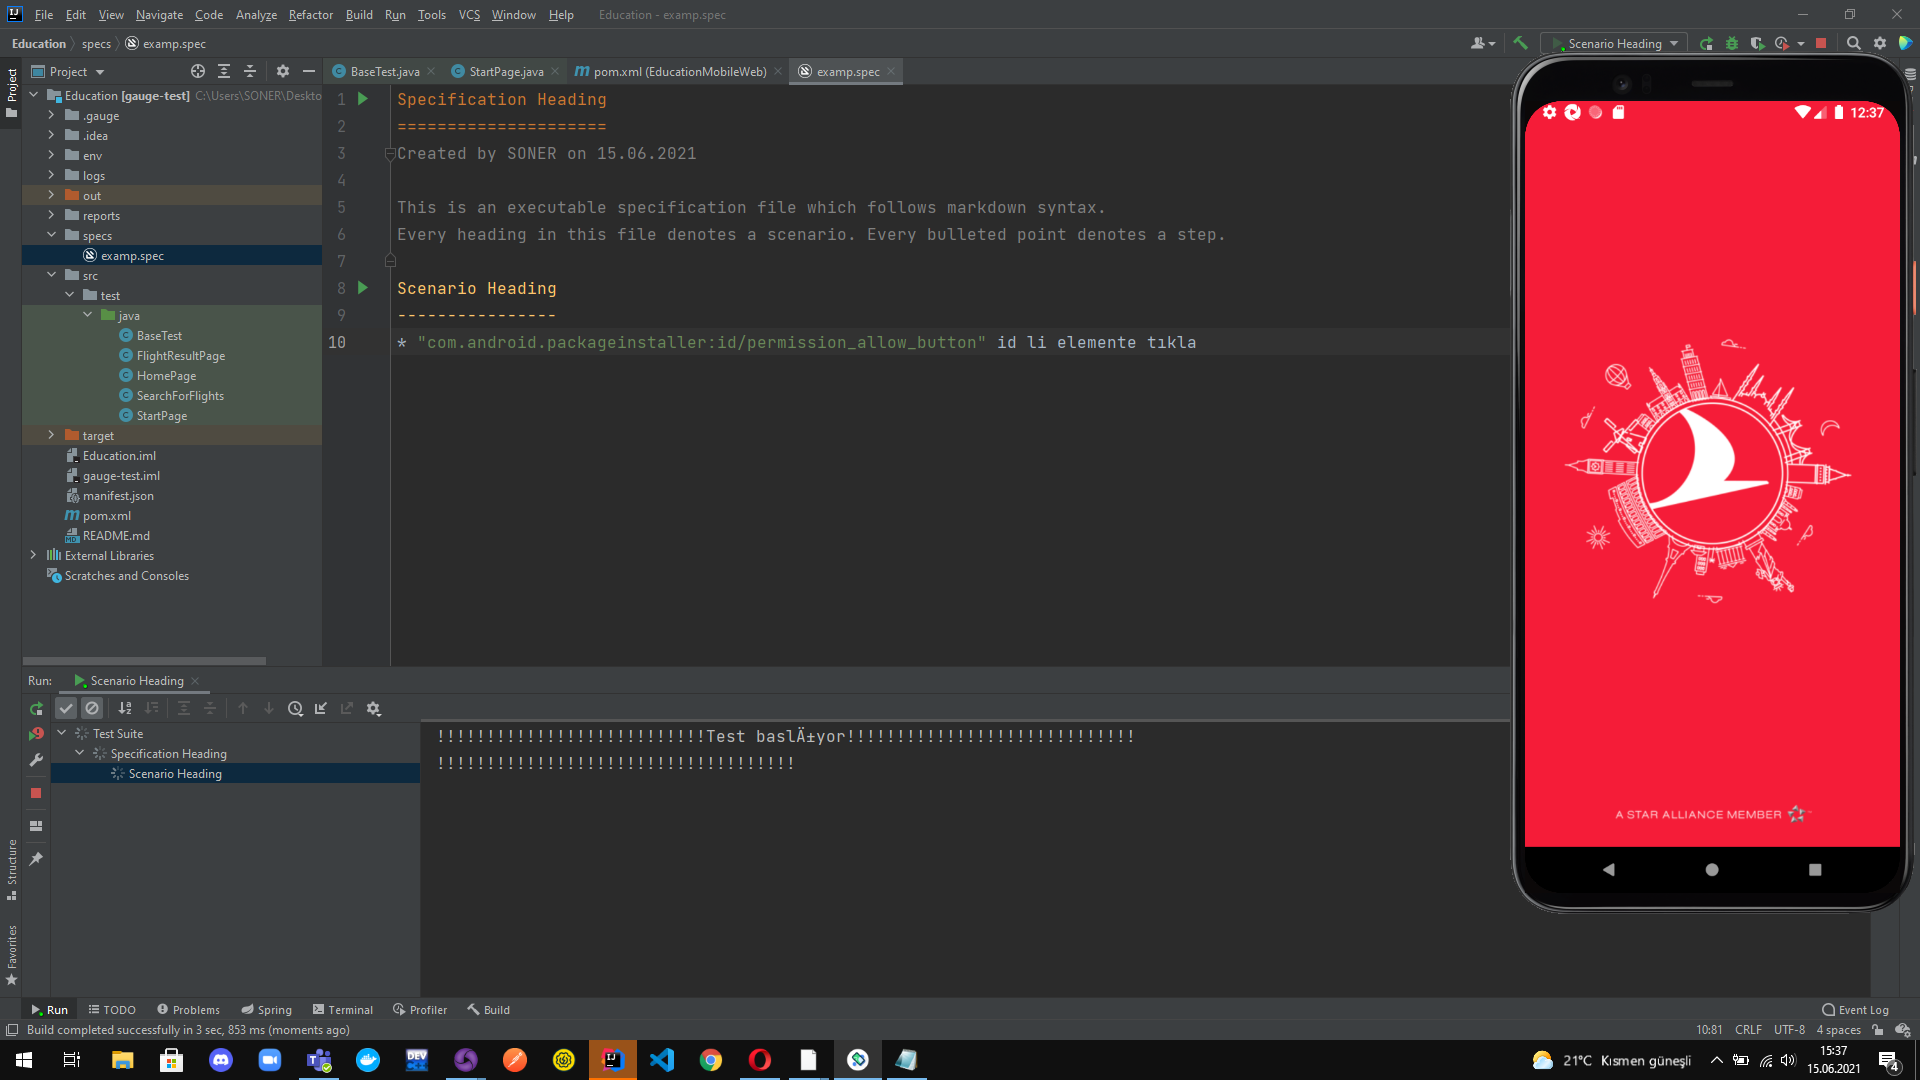 File Edit View Navigate Code Analyze Refactor Build Run Tools VCS Window Help Education - examp.spec
Education specs examp.spec
Scenario Heading
Project
BaseTest.java StartPage.java pom.xml (EducationMobileWeb) examp.spec
Project
Education [gauge-test] C:\Users\SONER\Deskto
.gauge
.idea
env
logs
out
reports
specs
examp.spec
src
test
java
BaseTest
FlightResultPage
HomePage
SearchForFlights
StartPage
target
Education.iml
gauge-test.iml
manifest.json
pom.xml
README.md
External Libraries
Scratches and Consoles
1 Specification Heading
2 =====================
3 Created by SONER on 15.06.2021
4
5 This is an executable specification file which follows markdown syntax.
6 Every heading in this file denotes a scenario. Every bulleted point denotes a step.
7
8 Scenario Heading
9 ----------------
10 * "com.android.packageinstaller:id/permission_allow_button" id li elemente tıkla
12:37
A STAR ALLIANCE MEMBER
Run: Scenario Heading
Test Suite
Specification Heading
Scenario Heading
!!!!!!!!!!!!!!!!!!!!!!!!!!!Test baslÄ±yor!!!!!!!!!!!!!!!!!!!!!!!!!!!!!
!!!!!!!!!!!!!!!!!!!!!!!!!!!!!!!!!!!!
Structure
Favorites
Run TODO Problems Spring Terminal Profiler Build Event Log
Build completed successfully in 3 sec, 853 ms (moments ago) 10:81 CRLF UTF-8 4 spaces
21°C Kısmen güneşli 15:37
15.06.2021
4